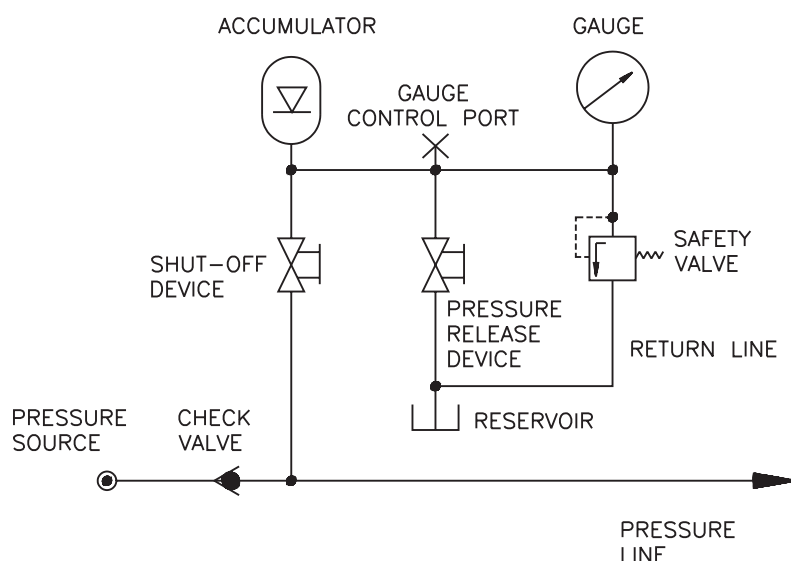 ACCUMULATOR
GAUGE
GAUGE
CONTROL PORT
SHUT-OFF
DEVICE
SAFETY
VALVE
PRESSURE
RELEASE
DEVICE
RETURN LINE
RESERVOIR
PRESSURE
SOURCE
CHECK
VALVE
PRESSURE
LINE